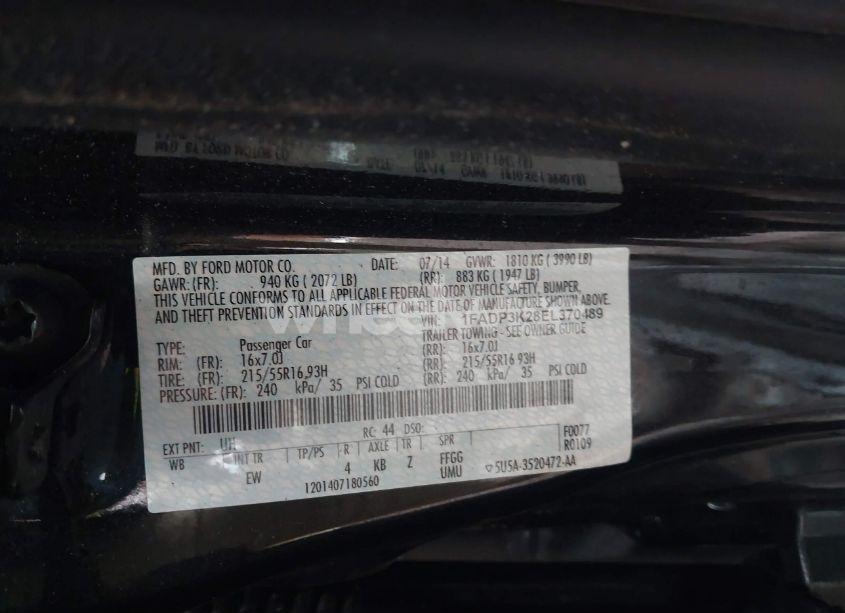 MFD. BY FORD MOTOR CO. DATE: 07/14 GVWR: 1810 KG ( 3990 LB)
GAWR: (FR): 940 KG ( 2072 LB) (RR): 883 KG ( 1947 LB)
THIS VEHICLE CONFORMS TO ALL APPLICABLE FEDERAL MOTOR VEHICLE SAFETY, BUMPER,
AND THEFT PREVENTION STANDARDS IN EFFECT ON THE DATE OF MANUFACTURE SHOWN ABOVE.
VIN: 1FADP3K28EL370489
TYPE: Passenger Car TRAILER TOWING - SEE OWNER GUIDE
RIM: (FR): 16x7.0J (RR): 16x7.0J
TIRE: (FR): 215/55R16 93H (RR): 215/55R16 93H
PRESSURE: (FR): 240 kPa/ 35 PSI COLD (RR): 240 kPa/ 35 PSI COLD
EXT PNT: UH RC: 44 DSO: F0077
WB INT TR TP/PS R AXLE TR SPR R0109
EW 4 KB Z FFGG
UMU
1201407180560 5U5A-3520472-AA